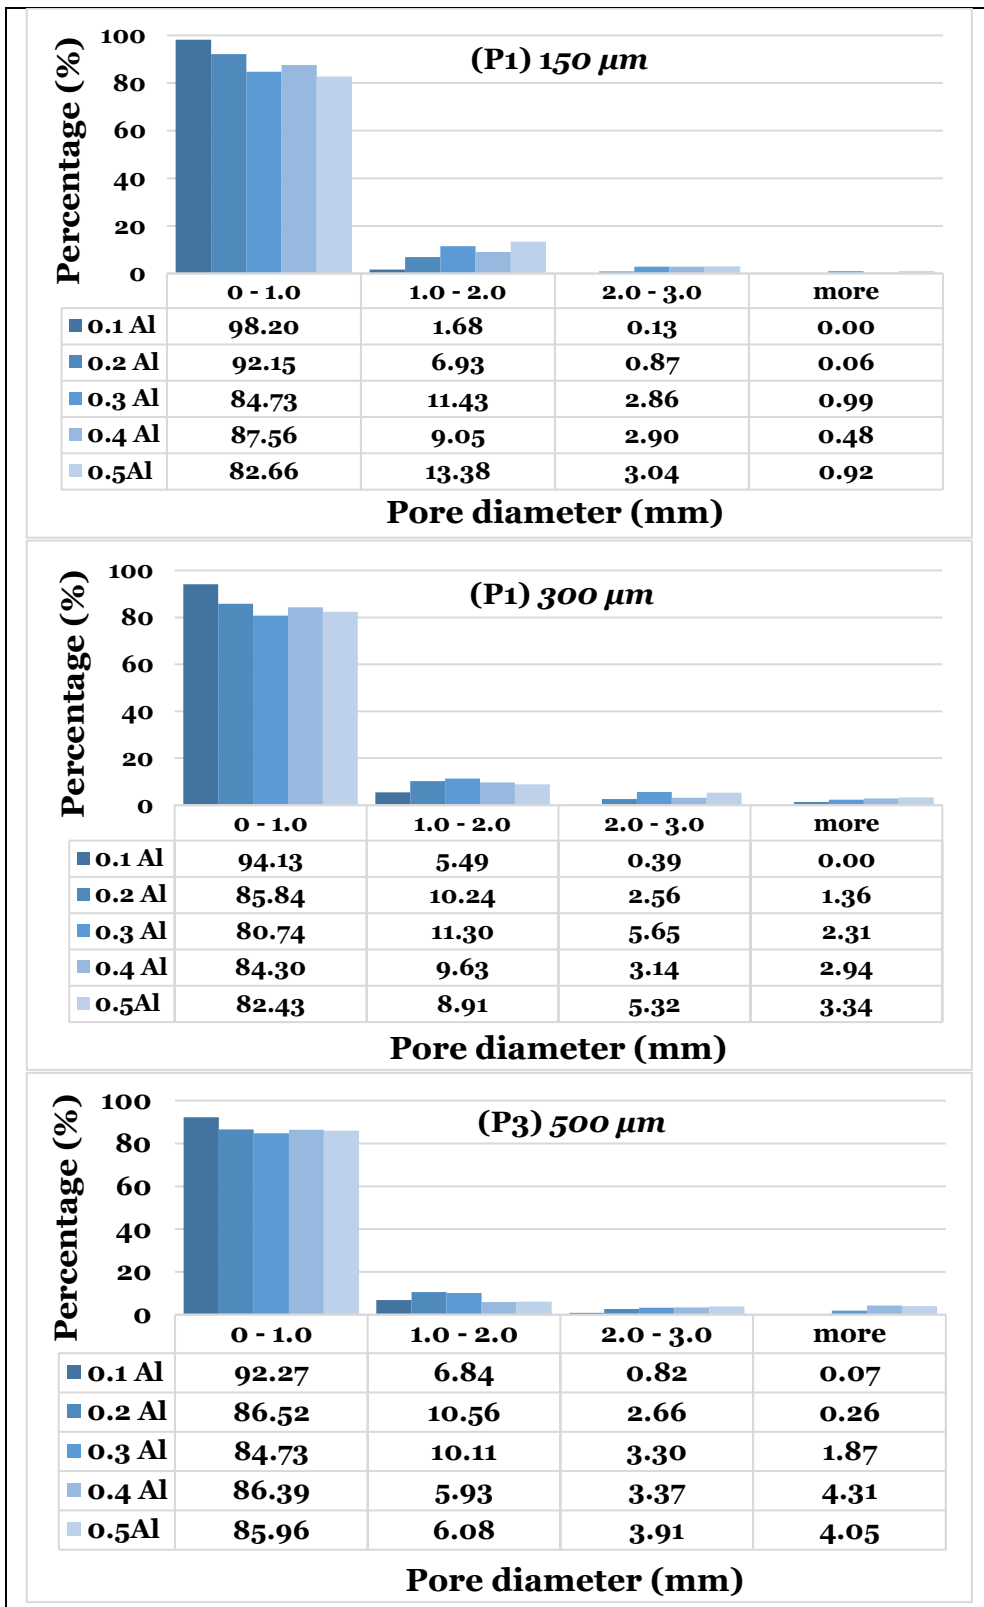 (P1) 150 µm
Percentage (%)
100
80
60
40
20
0
0 - 1.0 1.0 - 2.0 2.0 - 3.0 more
0.1 Al 98.20 1.68 0.13 0.00
0.2 Al 92.15 6.93 0.87 0.06
0.3 Al 84.73 11.43 2.86 0.99
0.4 Al 87.56 9.05 2.90 0.48
0.5Al 82.66 13.38 3.04 0.92
Pore diameter (mm)
(P1) 300 µm
Percentage (%)
100
80
60
40
20
0
0 - 1.0 1.0 - 2.0 2.0 - 3.0 more
0.1 Al 94.13 5.49 0.39 0.00
0.2 Al 85.84 10.24 2.56 1.36
0.3 Al 80.74 11.30 5.65 2.31
0.4 Al 84.30 9.63 3.14 2.94
0.5Al 82.43 8.91 5.32 3.34
Pore diameter (mm)
(P3) 500 µm
Percentage (%)
100
80
60
40
20
0
0 - 1.0 1.0 - 2.0 2.0 - 3.0 more
0.1 Al 92.27 6.84 0.82 0.07
0.2 Al 86.52 10.56 2.66 0.26
0.3 Al 84.73 10.11 3.30 1.87
0.4 Al 86.39 5.93 3.37 4.31
0.5Al 85.96 6.08 3.91 4.05
Pore diameter (mm)